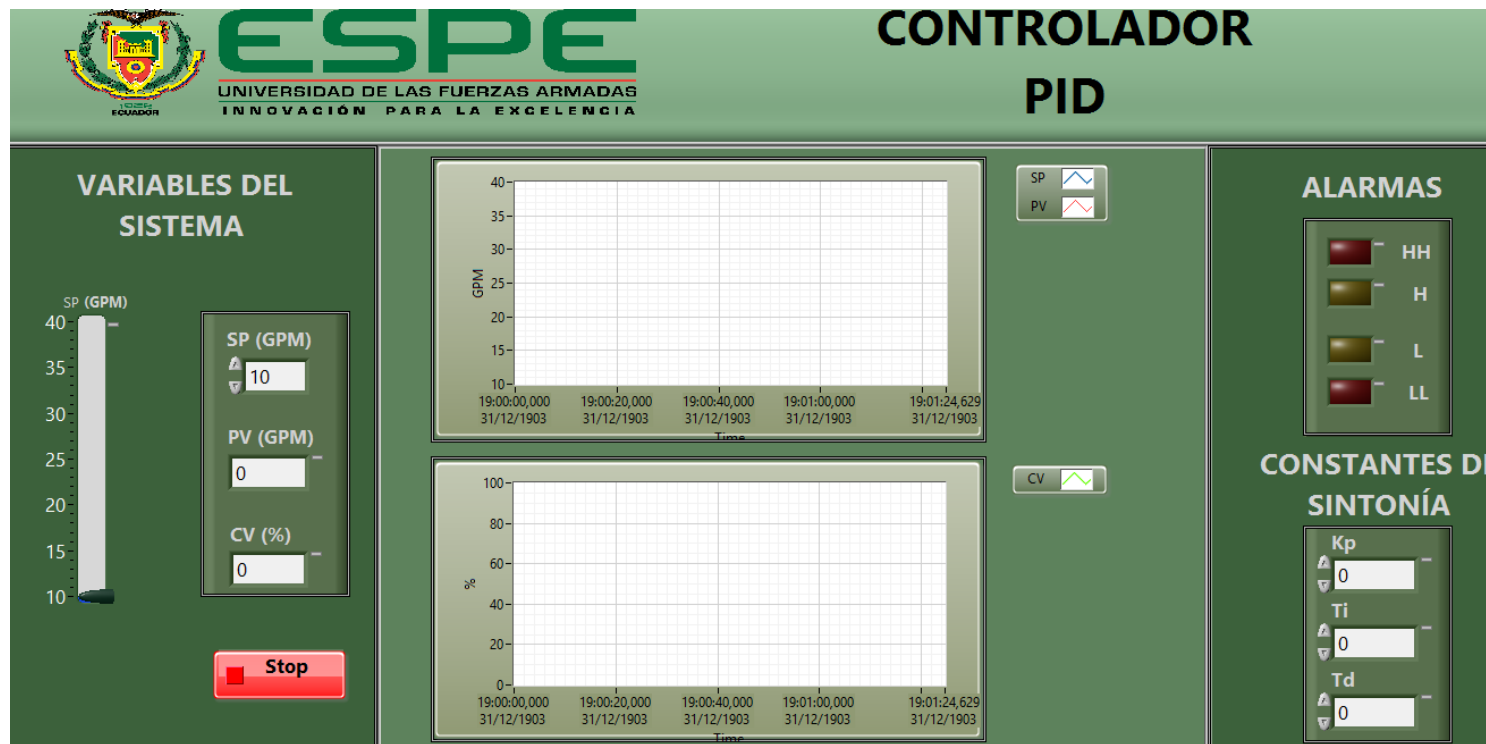 ESPE
UNIVERSIDAD DE LAS FUERZAS ARMADAS
INNOVACIÓN PARA LA EXCELENCIA
ECUADOR
CONTROLADOR
PID
VARIABLES DEL
SISTEMA
SP (GPM)
40
35
30
25
20
15
10
SP (GPM)
10
PV (GPM)
0
CV (%)
0
Stop
40
35
30
25
20
15
10
GPM
19:00:00,000 19:00:20,000 19:00:40,000 19:01:00,000 19:01:24,629
31/12/1903 31/12/1903 31/12/1903 31/12/1903 31/12/1903
Time
SP
PV
100
80
60
40
20
0
%
19:00:00,000 19:00:20,000 19:00:40,000 19:01:00,000 19:01:24,629
31/12/1903 31/12/1903 31/12/1903 31/12/1903 31/12/1903
Time
CV
ALARMAS
HH
H
L
LL
CONSTANTES DE
SINTONÍA
Kp
0
Ti
0
Td
0